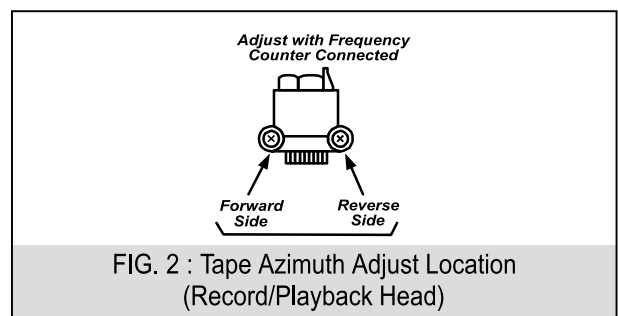 Adjust with Frequency
Counter Connected
Forward
Side
Reverse
Side
FIG. 2 : Tape Azimuth Adjust Location
(Record/Playback Head)